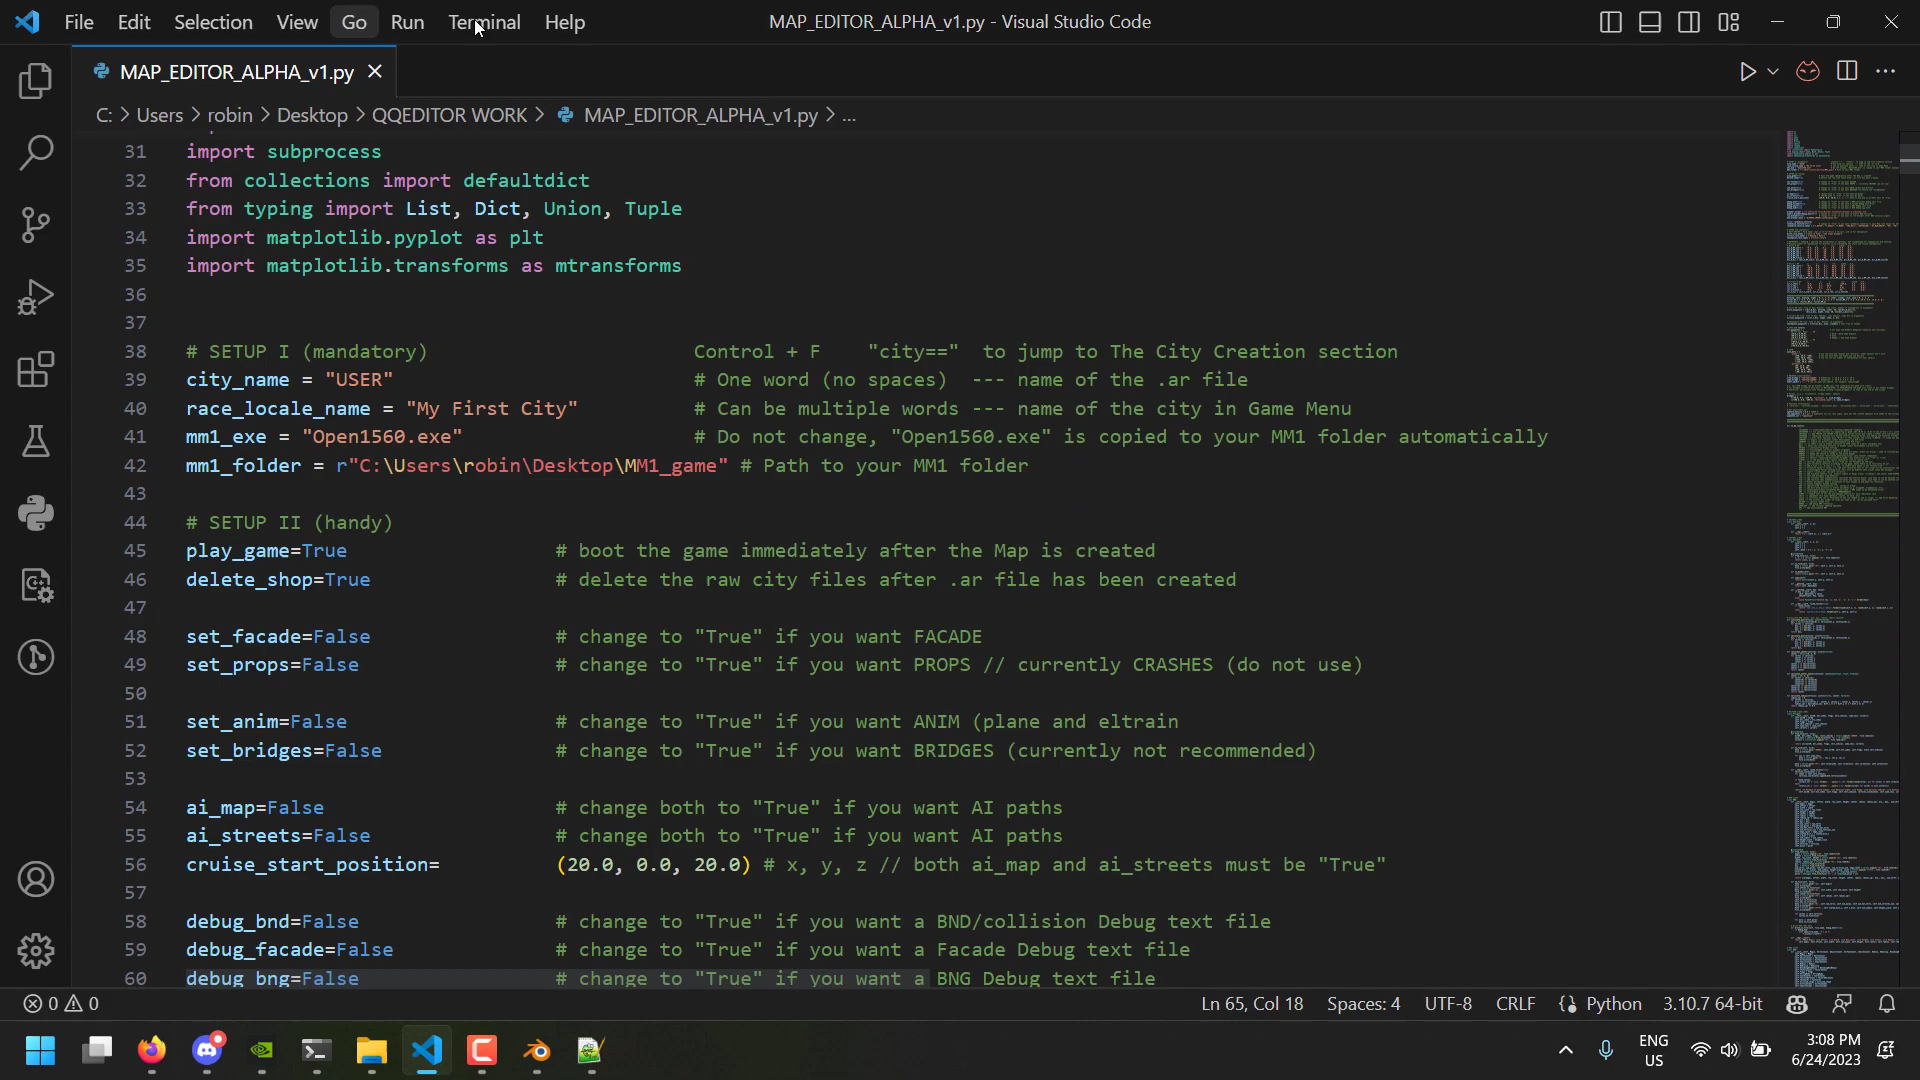 File Edit Selection View Go Run Terminal Help MAP_EDITOR_ALPHA_v1.py - Visual Studio Code
MAP_EDITOR_ALPHA_v1.py
C: > Users > robin > Desktop > QQEDITOR WORK > MAP_EDITOR_ALPHA_v1.py > ...
31 import subprocess
32 from collections import defaultdict
33 from typing import List, Dict, Union, Tuple
34 import matplotlib.pyplot as plt
35 import matplotlib.transforms as mtransforms
36
37
38 # SETUP I (mandatory) Control + F "city==" to jump to The City Creation section
39 city_name = "USER" # One word (no spaces) --- name of the .ar file
40 race_locale_name = "My First City" # Can be multiple words --- name of the city in Game Menu
41 mm1_exe = "Open1560.exe" # Do not change, "Open1560.exe" is copied to your MM1 folder automatically
42 mm1_folder = r"C:\Users\robin\Desktop\MM1_game" # Path to your MM1 folder
43
44 # SETUP II (handy)
45 play_game=True # boot the game immediately after the Map is created
46 delete_shop=True # delete the raw city files after .ar file has been created
47
48 set_facade=False # change to "True" if you want FACADE
49 set_props=False # change to "True" if you want PROPS // currently CRASHES (do not use)
50
51 set_anim=False # change to "True" if you want ANIM (plane and eltrain
52 set_bridges=False # change to "True" if you want BRIDGES (currently not recommended)
53
54 ai_map=False # change both to "True" if you want AI paths
55 ai_streets=False # change both to "True" if you want AI paths
56 cruise_start_position= (20.0, 0.0, 20.0) # x, y, z // both ai_map and ai_streets must be "True"
57
58 debug_bnd=False # change to "True" if you want a BND/collision Debug text file
59 debug_facade=False # change to "True" if you want a Facade Debug text file
60 debug_bng=False # change to "True" if you want a BNG Debug text file
0 0 Ln 65, Col 18 Spaces: 4 UTF-8 CRLF Python 3.10.7 64-bit
ENG 3:08 PM
US 6/24/2023